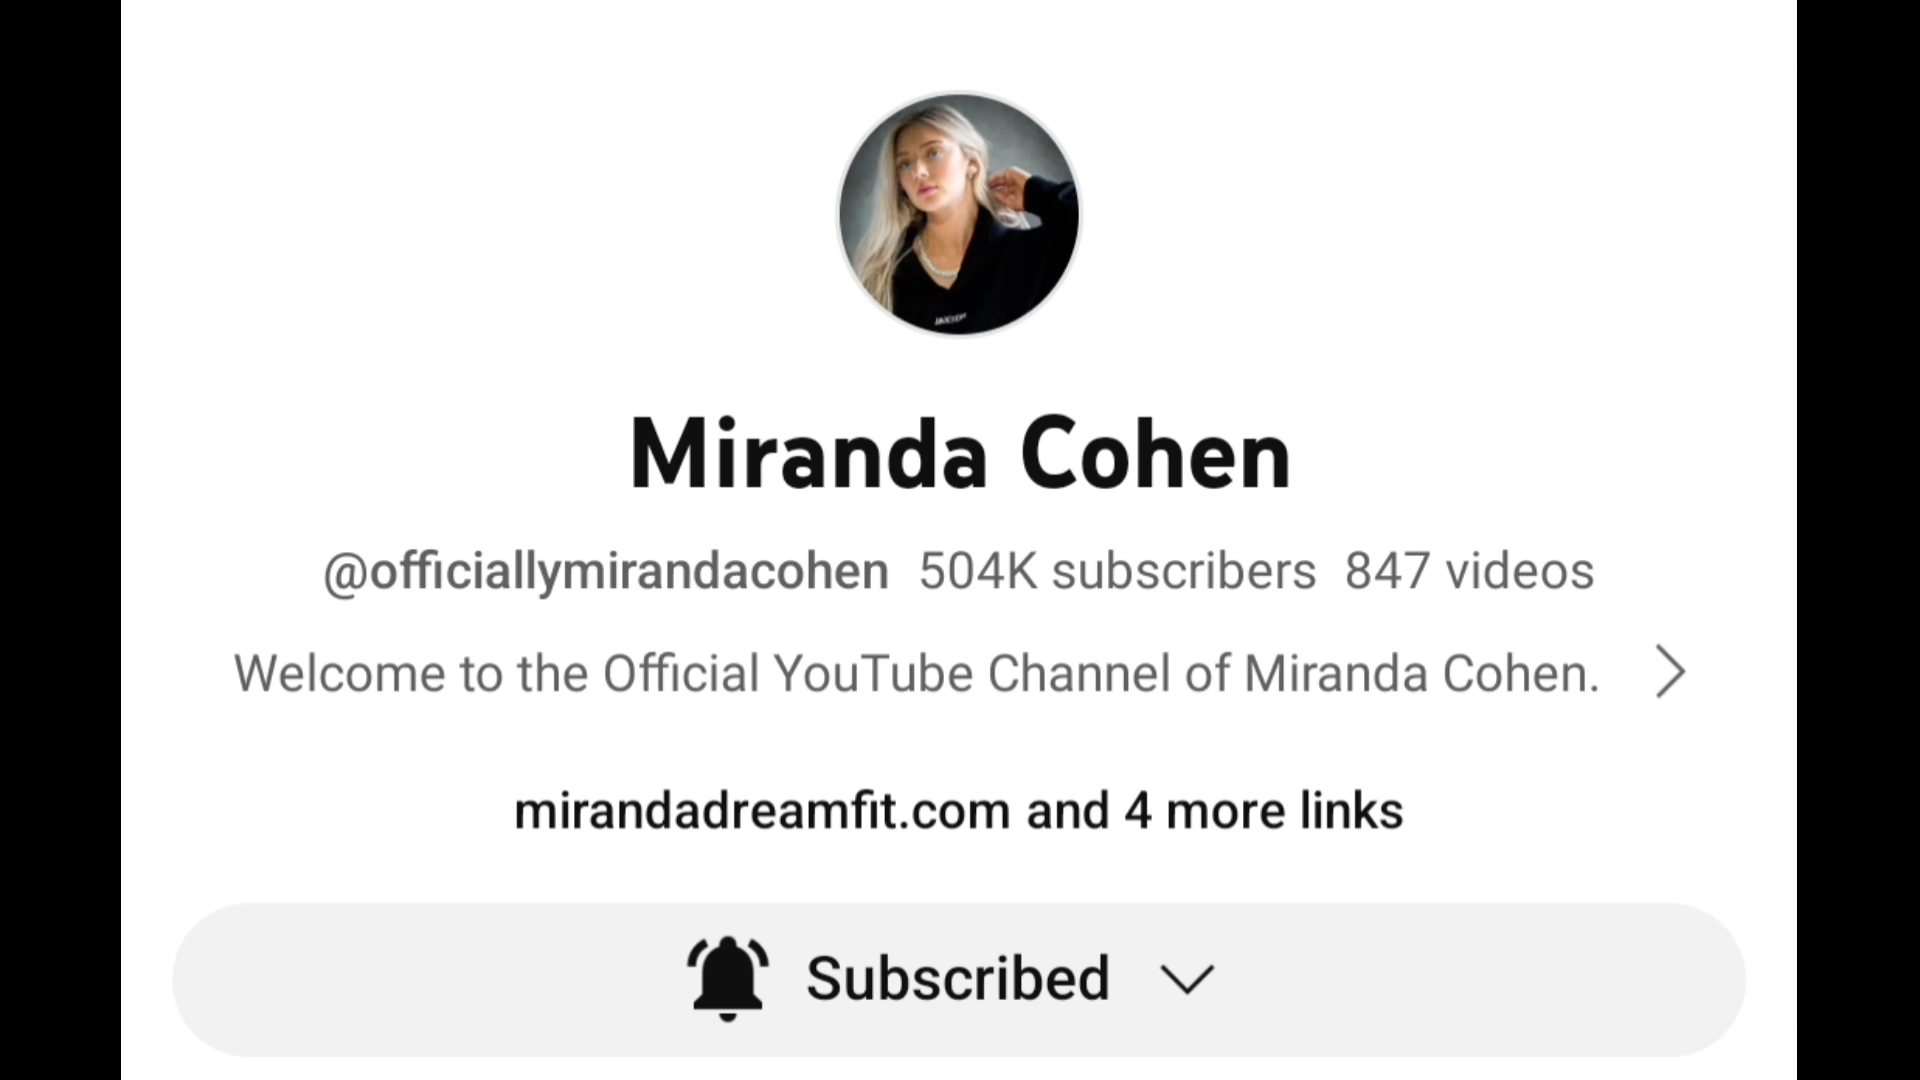 Miranda Cohen
@officiallymirandacohen 504K subscribers 847 videos
Welcome to the Official YouTube Channel of Miranda Cohen.
mirandadreamfit.com and 4 more links
Subscribed